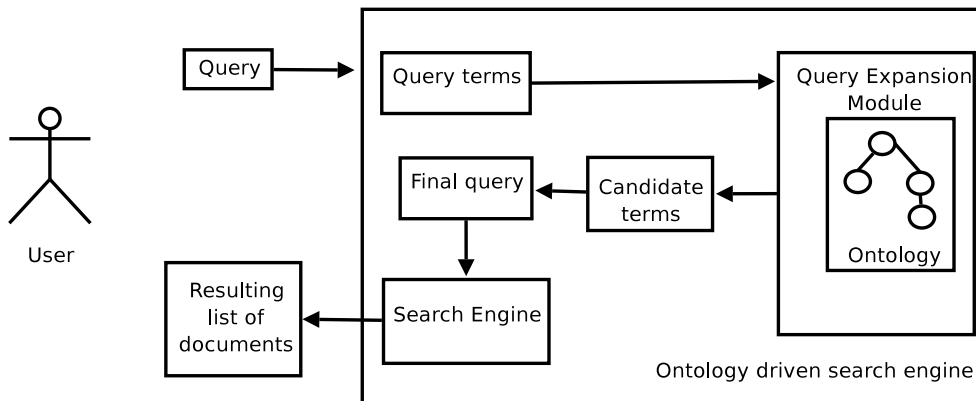 Query
Query terms
Query Expansion
Module
Final query
Candidate
terms
Ontology
User
Resulting
list of
documents
Search Engine
Ontology driven search engine